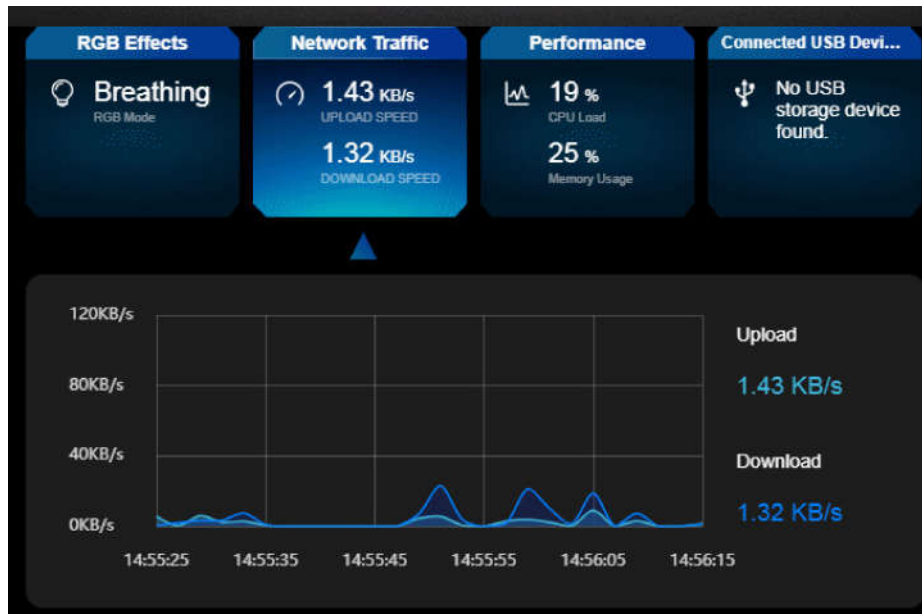 RGB Effects
Breathing
RGB Mode
Network Traffic
1.43 KB/s
UPLOAD SPEED
1.32 KB/s
DOWNLOAD SPEED
Performance
19 %
CPU Load
25 %
Memory Usage
Connected USB Devi...
No USB
storage device
found.
120KB/s
80KB/s
40KB/s
0KB/s
14:55:25 14:55:35 14:55:45 14:55:55 14:56:05 14:56:15
Upload
1.43 KB/s
Download
1.32 KB/s